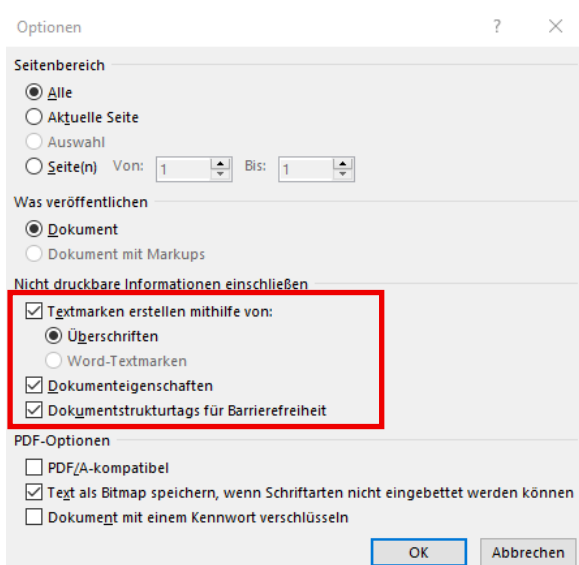 Optionen ?
Seitenbereich
Alle
Aktuelle Seite
Auswahl
Seite(n) Von: 1 Bis: 1
Was veröffentlichen
Dokument
Dokument mit Markups
Nicht druckbare Informationen einschließen
Textmarken erstellen mithilfe von:
Überschriften
Word-Textmarken
Dokumenteigenschaften
Dokumentstrukturtags für Barrierefreiheit
PDF-Optionen
PDF/A-kompatibel
Text als Bitmap speichern, wenn Schriftarten nicht eingebettet werden können
Dokument mit einem Kennwort verschlüsseln
OK Abbrechen